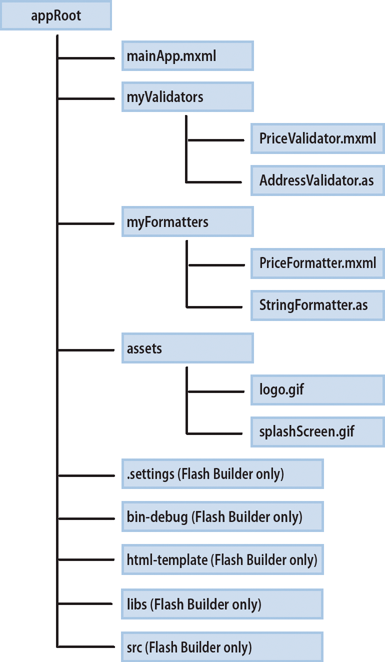 appRoot
mainApp.mxml
myValidators
PriceValidator.mxml
AddressValidator.as
myFormatters
PriceFormatter.mxml
StringFormatter.as
assets
logo.gif
splashScreen.gif
.settings (Flash Builder only)
bin-debug (Flash Builder only)
html-template (Flash Builder only)
libs (Flash Builder only)
src (Flash Builder only)